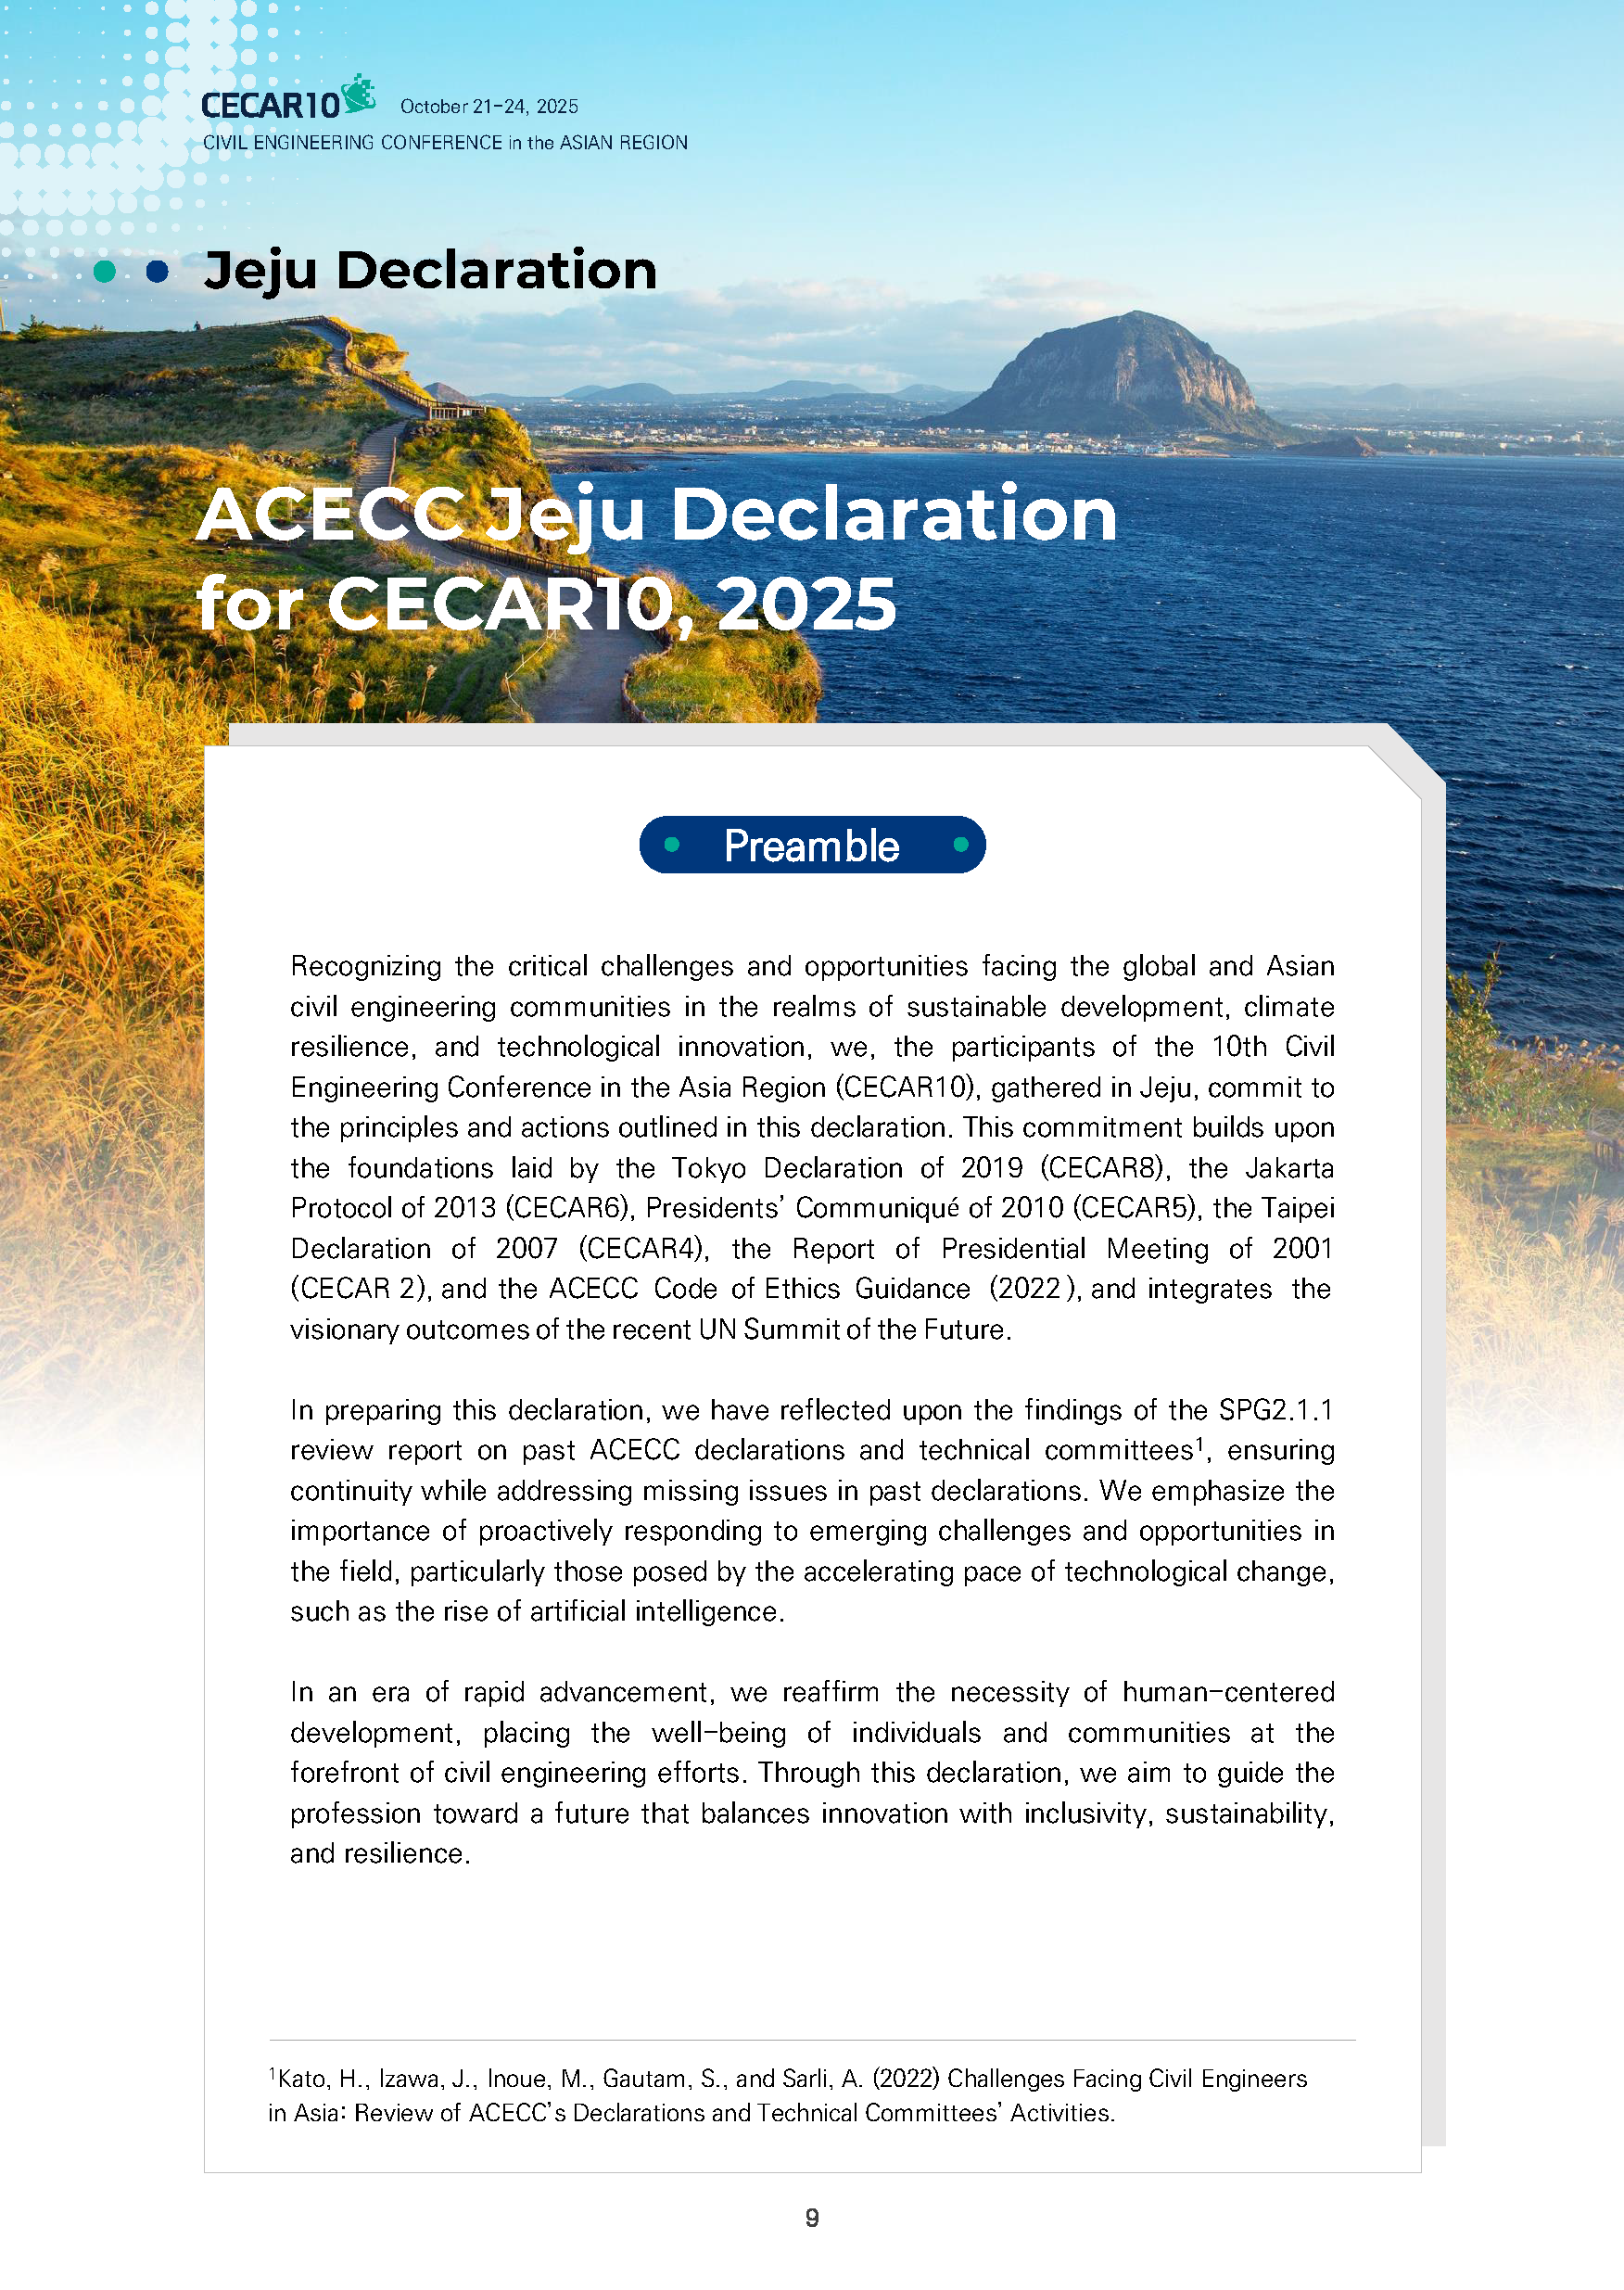 CECAR10 October 21-24, 2025
CIVIL ENGINEERING CONFERENCE in the ASIAN REGION
Jeju Declaration
ACECC Jeju Declaration
for CECAR10, 2025
Preamble
Recognizing the critical challenges and opportunities facing the global and Asian
civil engineering communities in the realms of sustainable development, climate
resilience, and technological innovation, we, the participants of the 10th Civil
Engineering Conference in the Asia Region (CECAR10), gathered in Jeju, commit to
the principles and actions outlined in this declaration. This commitment builds upon
the foundations laid by the Tokyo Declaration of 2019 (CECAR8), the Jakarta
Protocol of 2013 (CECAR6), Presidents’ Communiqué of 2010 (CECAR5), the Taipei
Declaration of 2007 (CECAR4), the Report of Presidential Meeting of 2001
(CECAR 2), and the ACECC Code of Ethics Guidance (2022), and integrates the
visionary outcomes of the recent UN Summit of the Future.
In preparing this declaration, we have reflected upon the findings of the SPG2.1.1
review report on past ACECC declarations and technical committees¹, ensuring
continuity while addressing missing issues in past declarations. We emphasize the
importance of proactively responding to emerging challenges and opportunities in
the field, particularly those posed by the accelerating pace of technological change,
such as the rise of artificial intelligence.
In an era of rapid advancement, we reaffirm the necessity of human-centered
development, placing the well-being of individuals and communities at the
forefront of civil engineering efforts. Through this declaration, we aim to guide the
profession toward a future that balances innovation with inclusivity, sustainability,
and resilience.
¹Kato, H., Izawa, J., Inoue, M., Gautam, S., and Sarli, A. (2022) Challenges Facing Civil Engineers
in Asia: Review of ACECC’s Declarations and Technical Committees’ Activities.
9